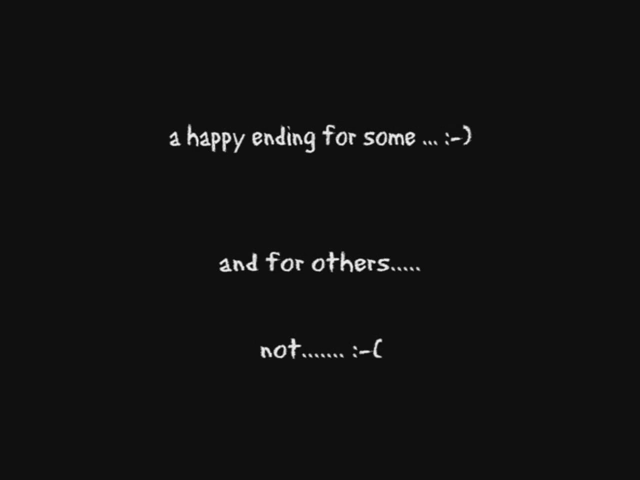 a happy ending for some ... :-)
and for others.....
not....... :-(